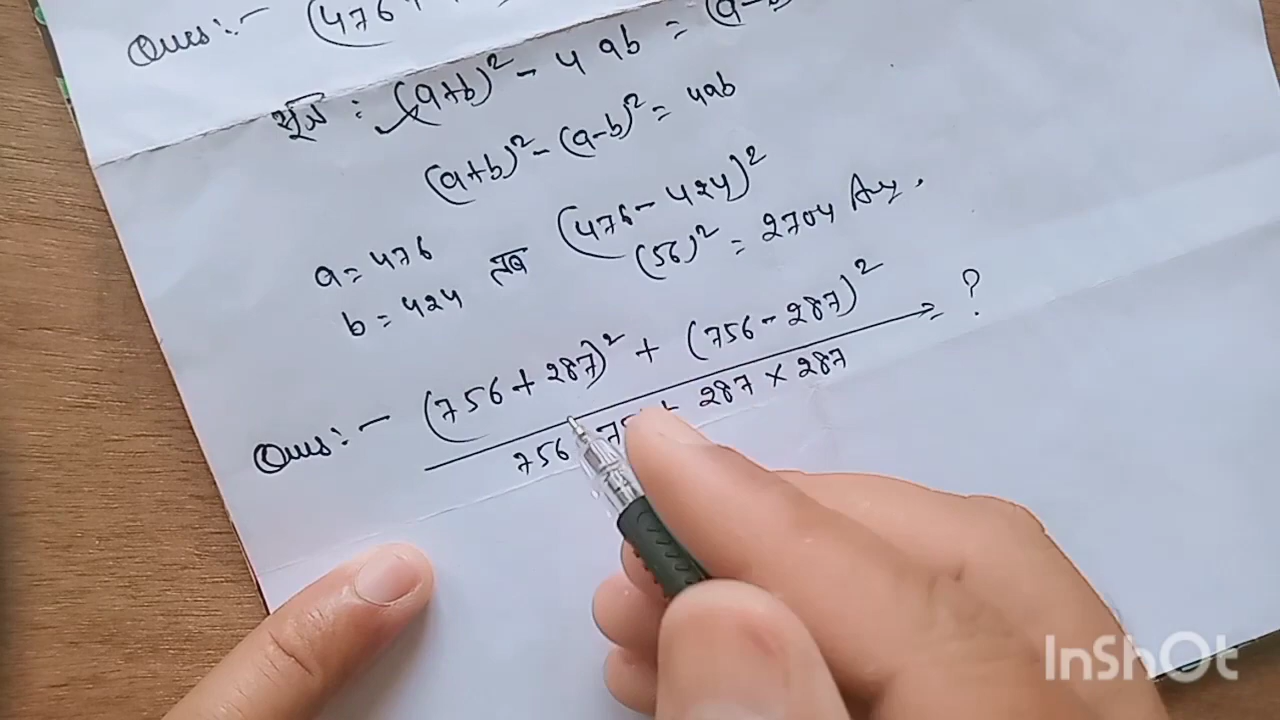 Ques:- (476+
सूत्र : (a+b)² - 4ab = (a-b)
(a+b)² - (a-b)² = 4ab
a = 476
b = 424 तब (476 - 424)²
(56)² = 2704 Ans.
Ques:- (756+287)² + (756-287)² = ?
756 + 287 × 287
InShOt